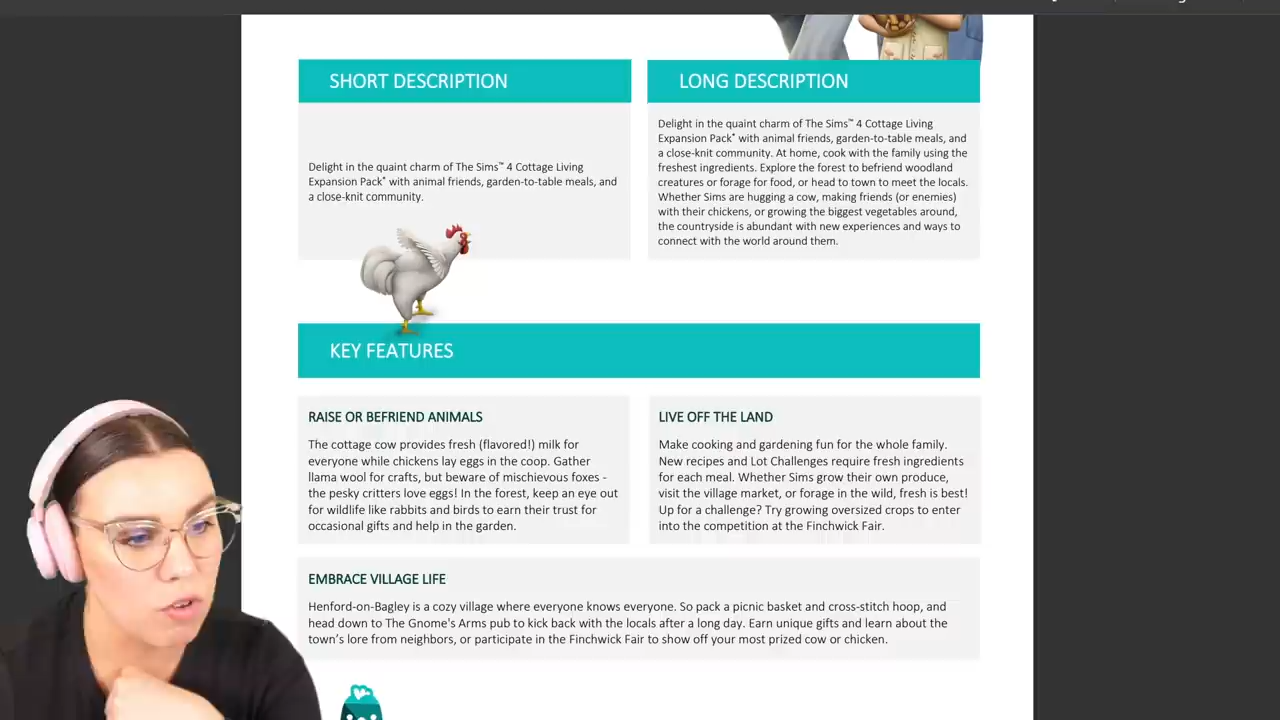 SHORT DESCRIPTION
Delight in the quaint charm of The Sims™ 4 Cottage Living
Expansion Pack* with animal friends, garden-to-table meals, and
a close-knit community.
LONG DESCRIPTION
Delight in the quaint charm of The Sims™ 4 Cottage Living
Expansion Pack* with animal friends, garden-to-table meals, and
a close-knit community. At home, cook with the family using the
freshest ingredients. Explore the forest to befriend woodland
creatures or forage for food, or head to town to meet the locals.
Whether Sims are hugging a cow, making friends (or enemies)
with their chickens, or growing the biggest vegetables around,
the countryside is abundant with new experiences and ways to
connect with the world around them.
KEY FEATURES
RAISE OR BEFRIEND ANIMALS
The cottage cow provides fresh (flavored!) milk for
everyone while chickens lay eggs in the coop. Gather
llama wool for crafts, but beware of mischievous foxes -
the pesky critters love eggs! In the forest, keep an eye out
for wildlife like rabbits and birds to earn their trust for
occasional gifts and help in the garden.
LIVE OFF THE LAND
Make cooking and gardening fun for the whole family.
New recipes and Lot Challenges require fresh ingredients
for each meal. Whether Sims grow their own produce,
visit the village market, or forage in the wild, fresh is best!
Up for a challenge? Try growing oversized crops to enter
into the competition at the Finchwick Fair.
EMBRACE VILLAGE LIFE
Henford-on-Bagley is a cozy village where everyone knows everyone. So pack a picnic basket and cross-stitch hoop, and
head down to The Gnome's Arms pub to kick back with the locals after a long day. Earn unique gifts and learn about the
town's lore from neighbors, or participate in the Finchwick Fair to show off your most prized cow or chicken.